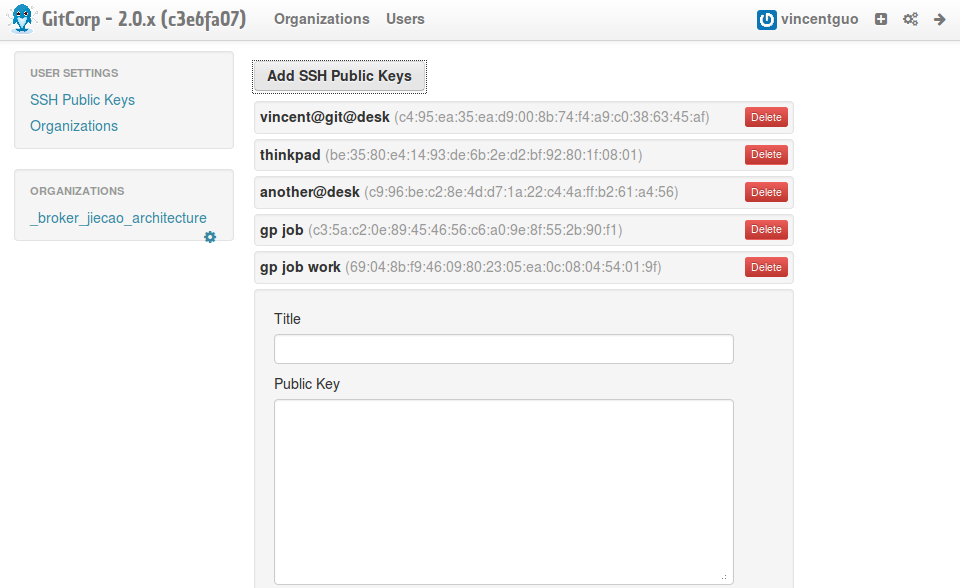 GitCorp - 2.0.x (c3e6fa07) Organizations Users vincentguo
USER SETTINGS
SSH Public Keys
Organizations
ORGANIZATIONS
_broker_jiecao_architecture
Add SSH Public Keys
vincent@git@desk (c4:95:ea:35:ea:d9:00:8b:74:f4:a9:c0:38:63:45:af) Delete
thinkpad (be:35:80:e4:14:93:de:6b:2e:d2:bf:92:80:1f:08:01) Delete
another@desk (c9:96:be:c2:8e:4d:d7:1a:22:c4:4a:ff:b2:61:a4:56) Delete
gp job (c3:5a:c2:0e:89:45:46:56:c6:a0:9e:8f:55:2b:90:f1) Delete
gp job work (69:04:8b:f9:46:09:80:23:05:ea:0c:08:04:54:01:9f) Delete
Title
Public Key